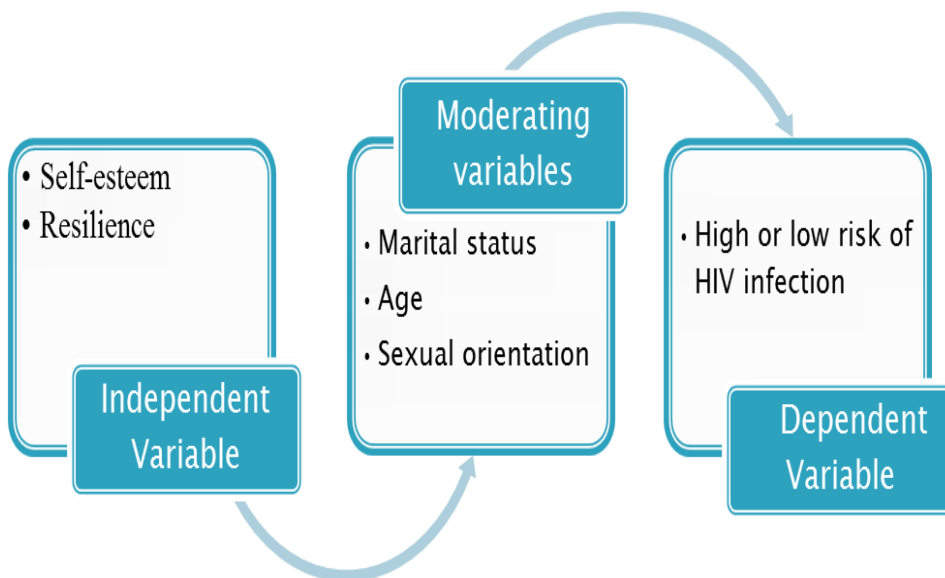 • Self-esteem
• Resilience
Independent
Variable
Moderating
variables
• Marital status
• Age
• Sexual orientation
• High or low risk of
HIV infection
Dependent
Variable